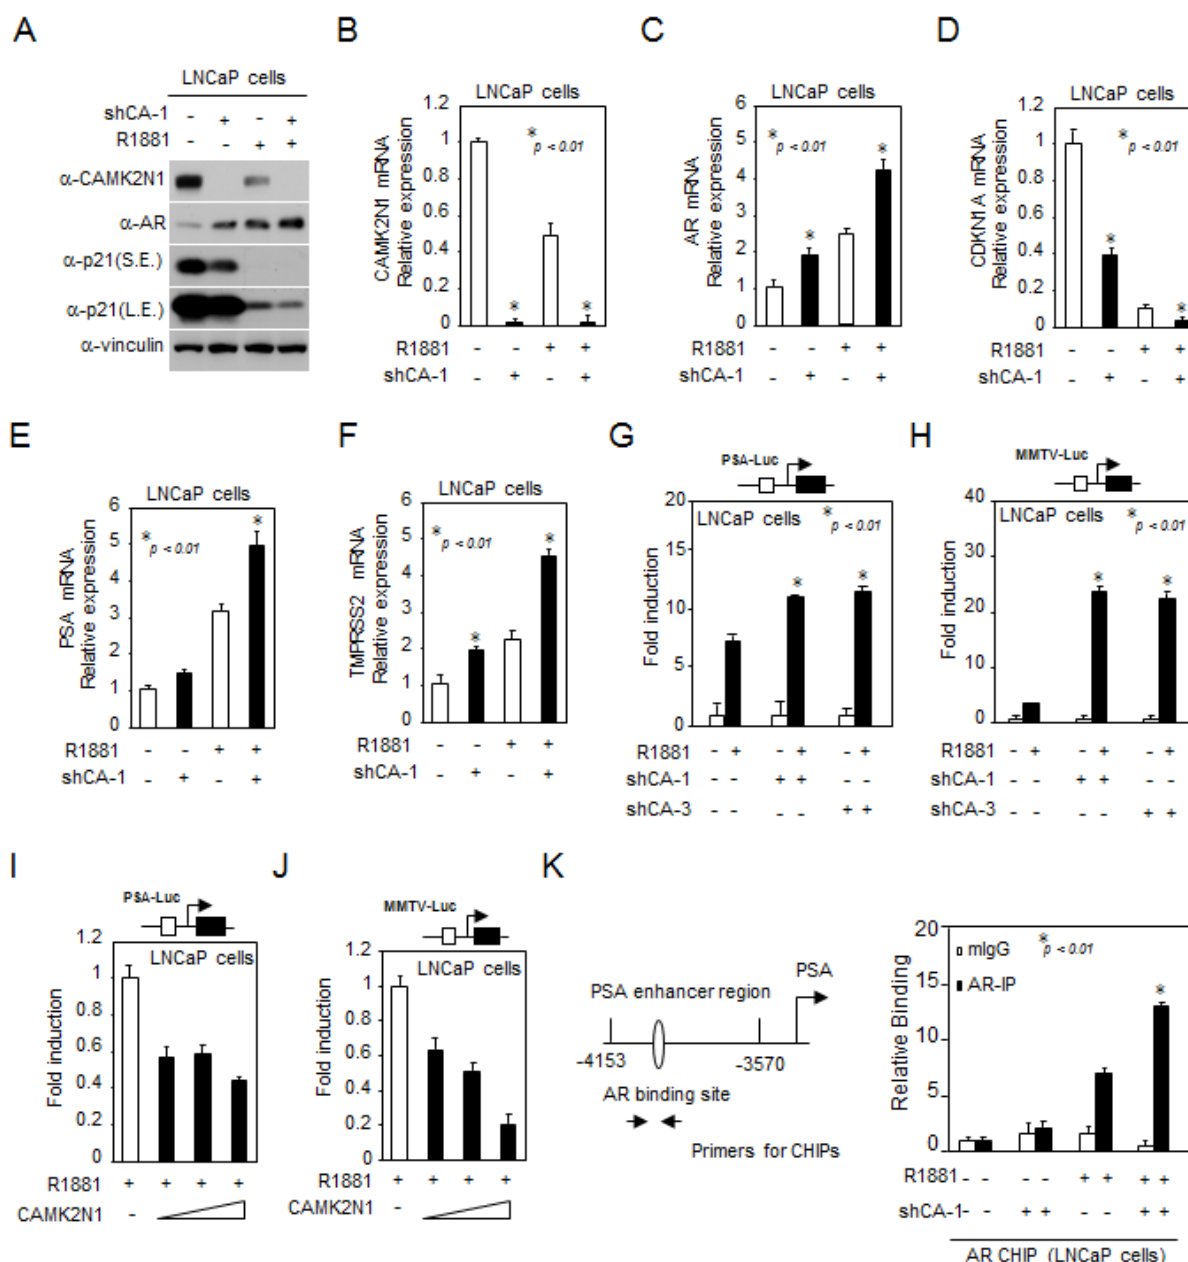 A
LNCaP cells
shCA-1 - + - +
R1881 - - + +
α-CAMK2N1
α-AR
α-p21(S.E.)
α-p21(L.E.)
α-vinculin
B
LNCaP cells
CAMK2N1 mRNA
Relative expression
1.2
1
0.8
0.6
0.4
0.2
0
* p < 0.01
*
*
R1881 - - + +
shCA-1 - + - +
C
LNCaP cells
AR mRNA
Relative expression
6
5
4
3
2
1
0
* p < 0.01
*
*
R1881 - - + +
shCA-1 - + - +
D
LNCaP cells
CDKN1A mRNA
Relative expression
1.2
1
0.8
0.6
0.4
0.2
0
* p < 0.01
*
*
R1881 - - + +
shCA-1 - + - +
E
LNCaP cells
PSA mRNA
Relative expression
6
5
4
3
2
1
0
* p < 0.01
*
R1881 - - + +
shCA-1 - + - +
F
LNCaP cells
TMPRSS2 mRNA
Relative expression
6
5
4
3
2
1
0
* p < 0.01
*
*
R1881 - - + +
shCA-1 - + - +
G
PSA-Luc
LNCaP cells
* p < 0.01
Fold induction
20
15
10
5
0
*
*
R1881 - + - + - +
shCA-1 - - + + - -
shCA-3 - - - - + +
H
MMTV-Luc
LNCaP cells
* p < 0.01
Fold induction
40
30
20
10
0
*
*
R1881 - + - + - +
shCA-1 - - + + - -
shCA-3 - - - - + +
I
PSA-Luc
LNCaP cells
Fold induction
1.2
1
0.8
0.6
0.4
0.2
0
R1881 + + + +
CAMK2N1 -
J
MMTV-Luc
LNCaP cells
Fold induction
1.2
1
0.8
0.6
0.4
0.2
0
R1881 + + + +
CAMK2N1 -
K
PSA
PSA enhancer region
-4153
-3570
AR binding site
Primers for CHIPs
Relative Binding
20
15
10
5
0
mIgG
AR-IP
* p < 0.01
*
R1881 - - - - + + + +
shCA-1 - - + + - - + +
AR CHIP (LNCaP cells)